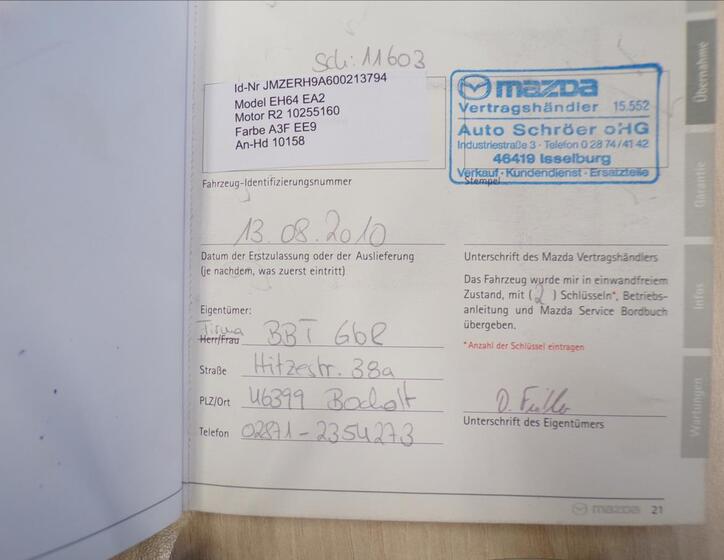 Sch: 11603
Id-Nr JMZERH9A600213794
Model EH64 EA2
Motor R2 10255160
Farbe A3F EE9
An-Hd 10158
mazda
Vertragshändler 15.552
Auto Schröer oHG
Industriestraße 3 · Telefon 0 28 74/41 42
46419 Isselburg
Verkauf · Kundendienst · Ersatzteile
Fahrzeug-Identifizierungsnummer
Stempel
13.08.2010
Datum der Erstzulassung oder der Auslieferung
(je nachdem, was zuerst eintritt)
Unterschrift des Mazda Vertragshändlers
Das Fahrzeug wurde mir in einwandfreiem
Zustand, mit (2) Schlüsseln*, Betriebs-
anleitung und Mazda Service Bordbuch
übergeben.
*Anzahl der Schlüssel eintragen
Eigentümer:
Firma
Herr/Frau BBT GbR
Straße Hitzestr. 38a
PLZ/Ort 46399 Bocholt
Telefon 02871-2354273
Unterschrift des Eigentümers
Übernahme
Garantie
Infos
Wartungen
mazda 21